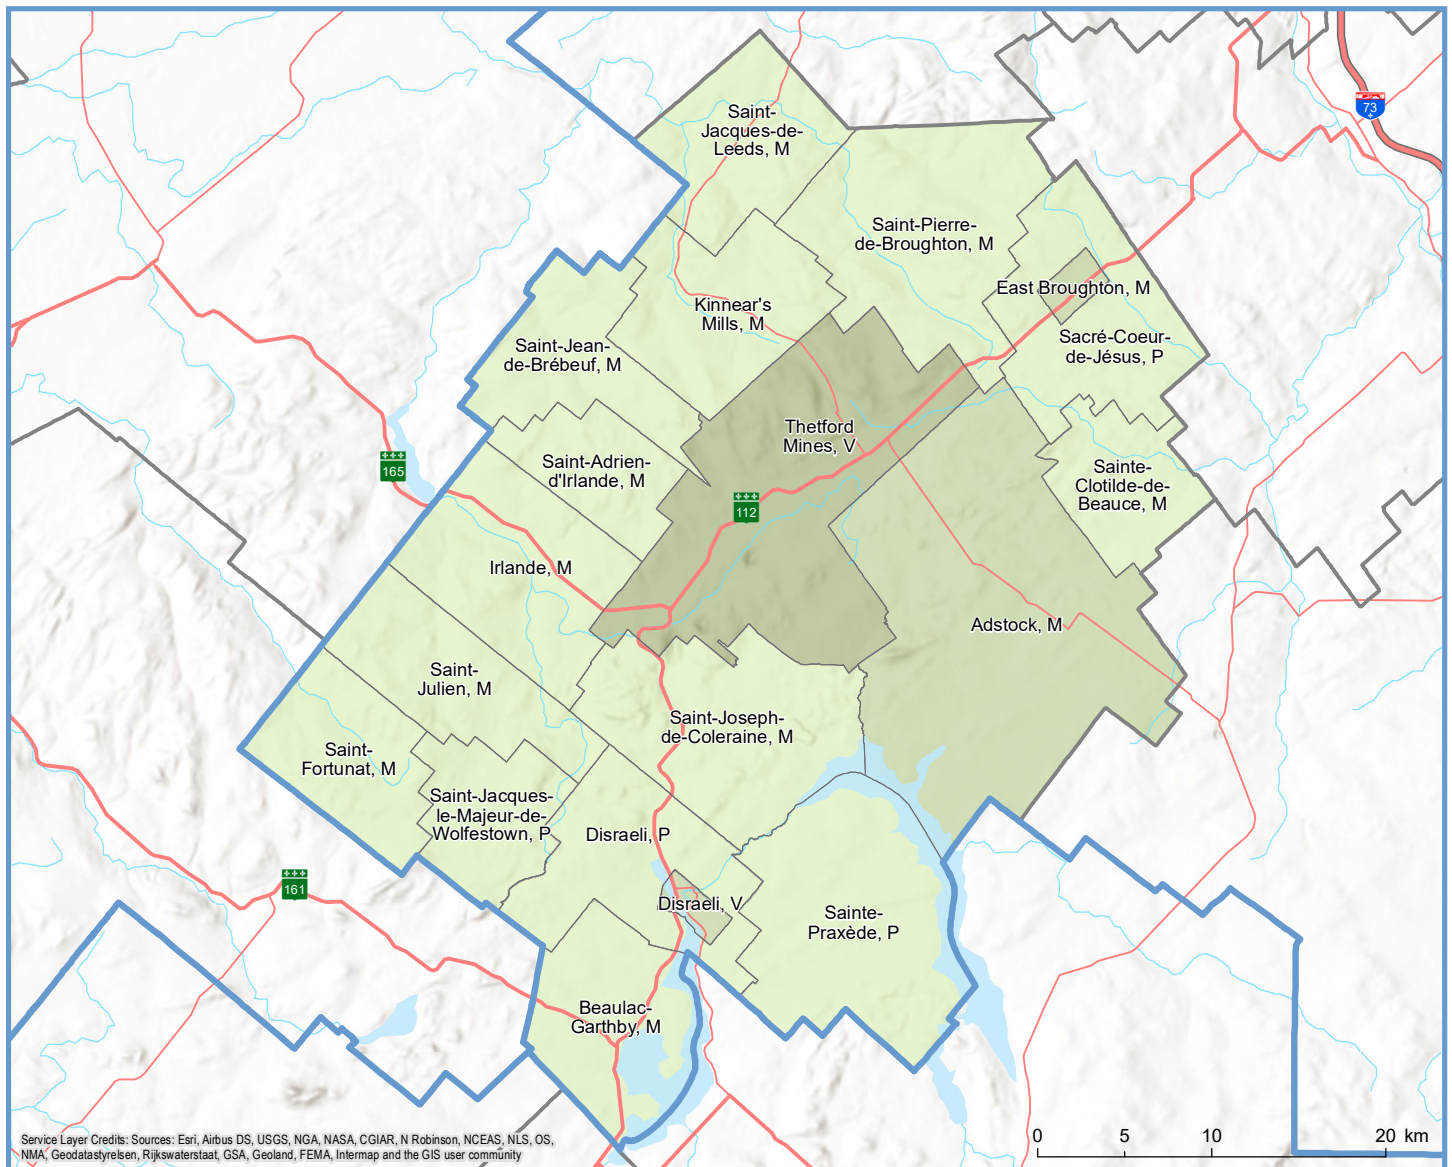 73
Saint-
Jacques-de-
Leeds, M
Saint-Pierre-
de-Broughton, M
East Broughton, M
Kinnear's
Mills, M
Sacré-Coeur-
de-Jésus, P
Saint-Jean-
de-Brébeuf, M
Thetford
Mines, V
Saint-Adrien-
d'Irlande, M
165
Sainte-
Clotilde-de-
Beauce, M
112
Irlande, M
Adstock, M
Saint-
Julien, M
Saint-Joseph-
de-Coleraine, M
Saint-
Fortunat, M
Saint-Jacques-
le-Majeur-de-
Wolfestown, P
Disraeli, P
161
Disraeli, V
Sainte-
Praxède, P
Beaulac-
Garthby, M
0 5 10 20 km
Service Layer Credits: Sources: Esri, Airbus DS, USGS, NGA, NASA, CGIAR, N Robinson, NCEAS, NLS, OS,
NMA, Geodatastyrelsen, Rijkswaterstaat, GSA, Geoland, FEMA, Intermap and the GIS user community